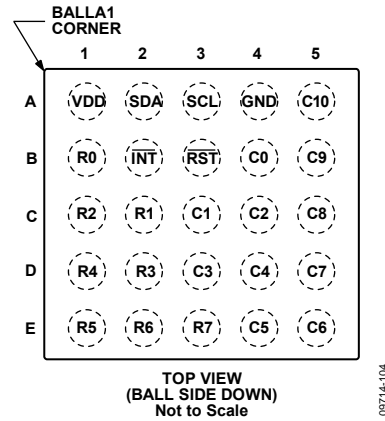 BALLA1
CORNER
1 2 3 4 5
A VDD SDA SCL GND C10
B R0 INT RST C0 C9
C R2 R1 C1 C2 C8
D R4 R3 C3 C4 C7
E R5 R6 R7 C5 C6
TOP VIEW
(BALL SIDE DOWN)
Not to Scale
09714-104